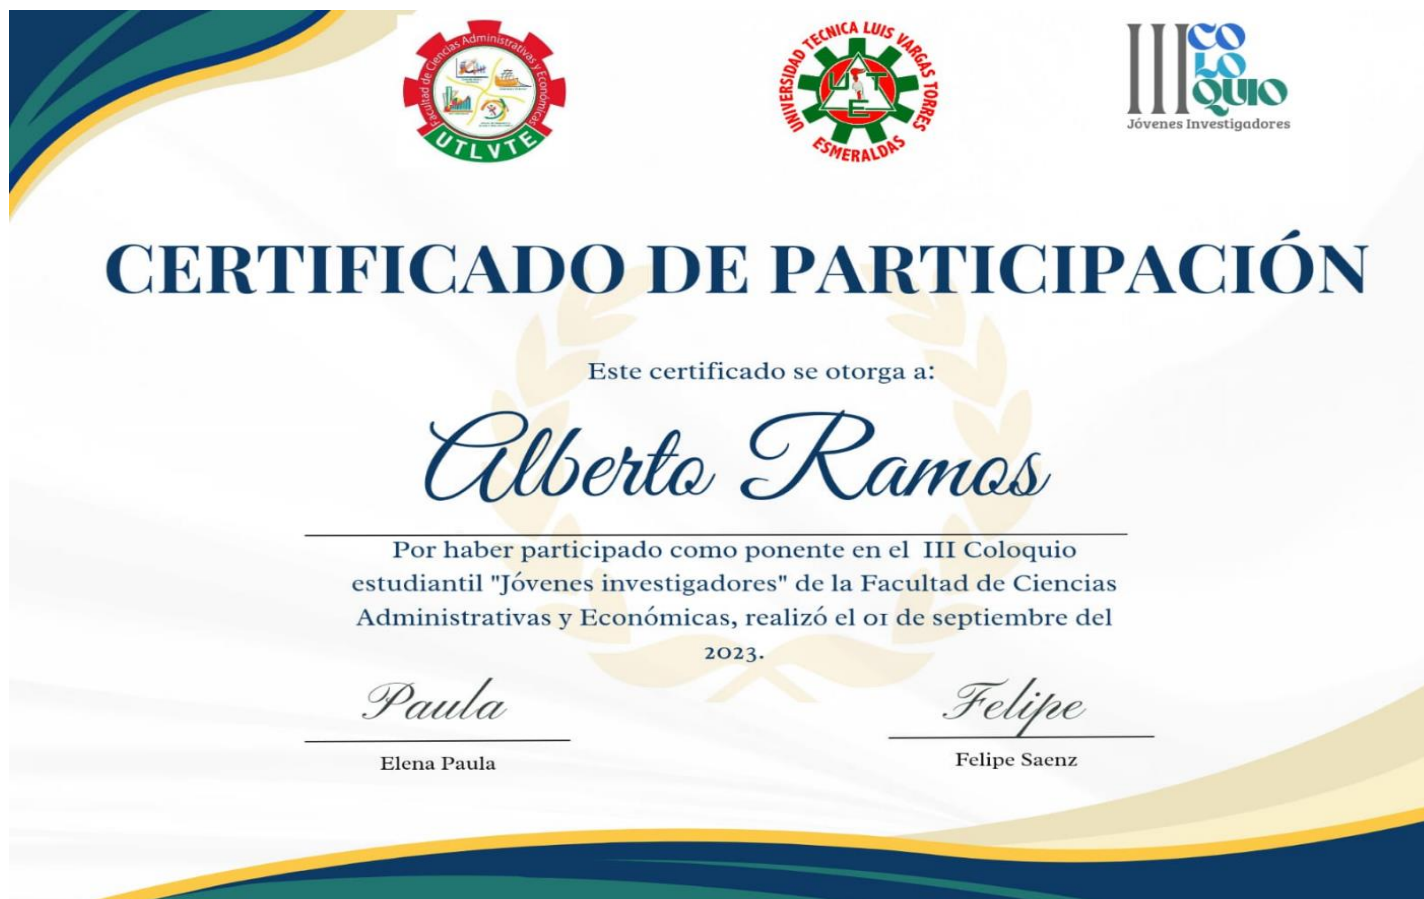 Facultad de Ciencias Administrativas y Económicas
UTLVTE
UNIVERSIDAD TECNICA LUIS VARGAS TORRES
UTE
ESMERALDAS
III COLOQUIO
Jóvenes Investigadores
CERTIFICADO DE PARTICIPACIÓN
Este certificado se otorga a:
Alberto Ramos
Por haber participado como ponente en el III Coloquio
estudiantil "Jóvenes investigadores" de la Facultad de Ciencias
Administrativas y Económicas, realizó el 01 de septiembre del
2023.
Paula
Felipe
Elena Paula
Felipe Saenz